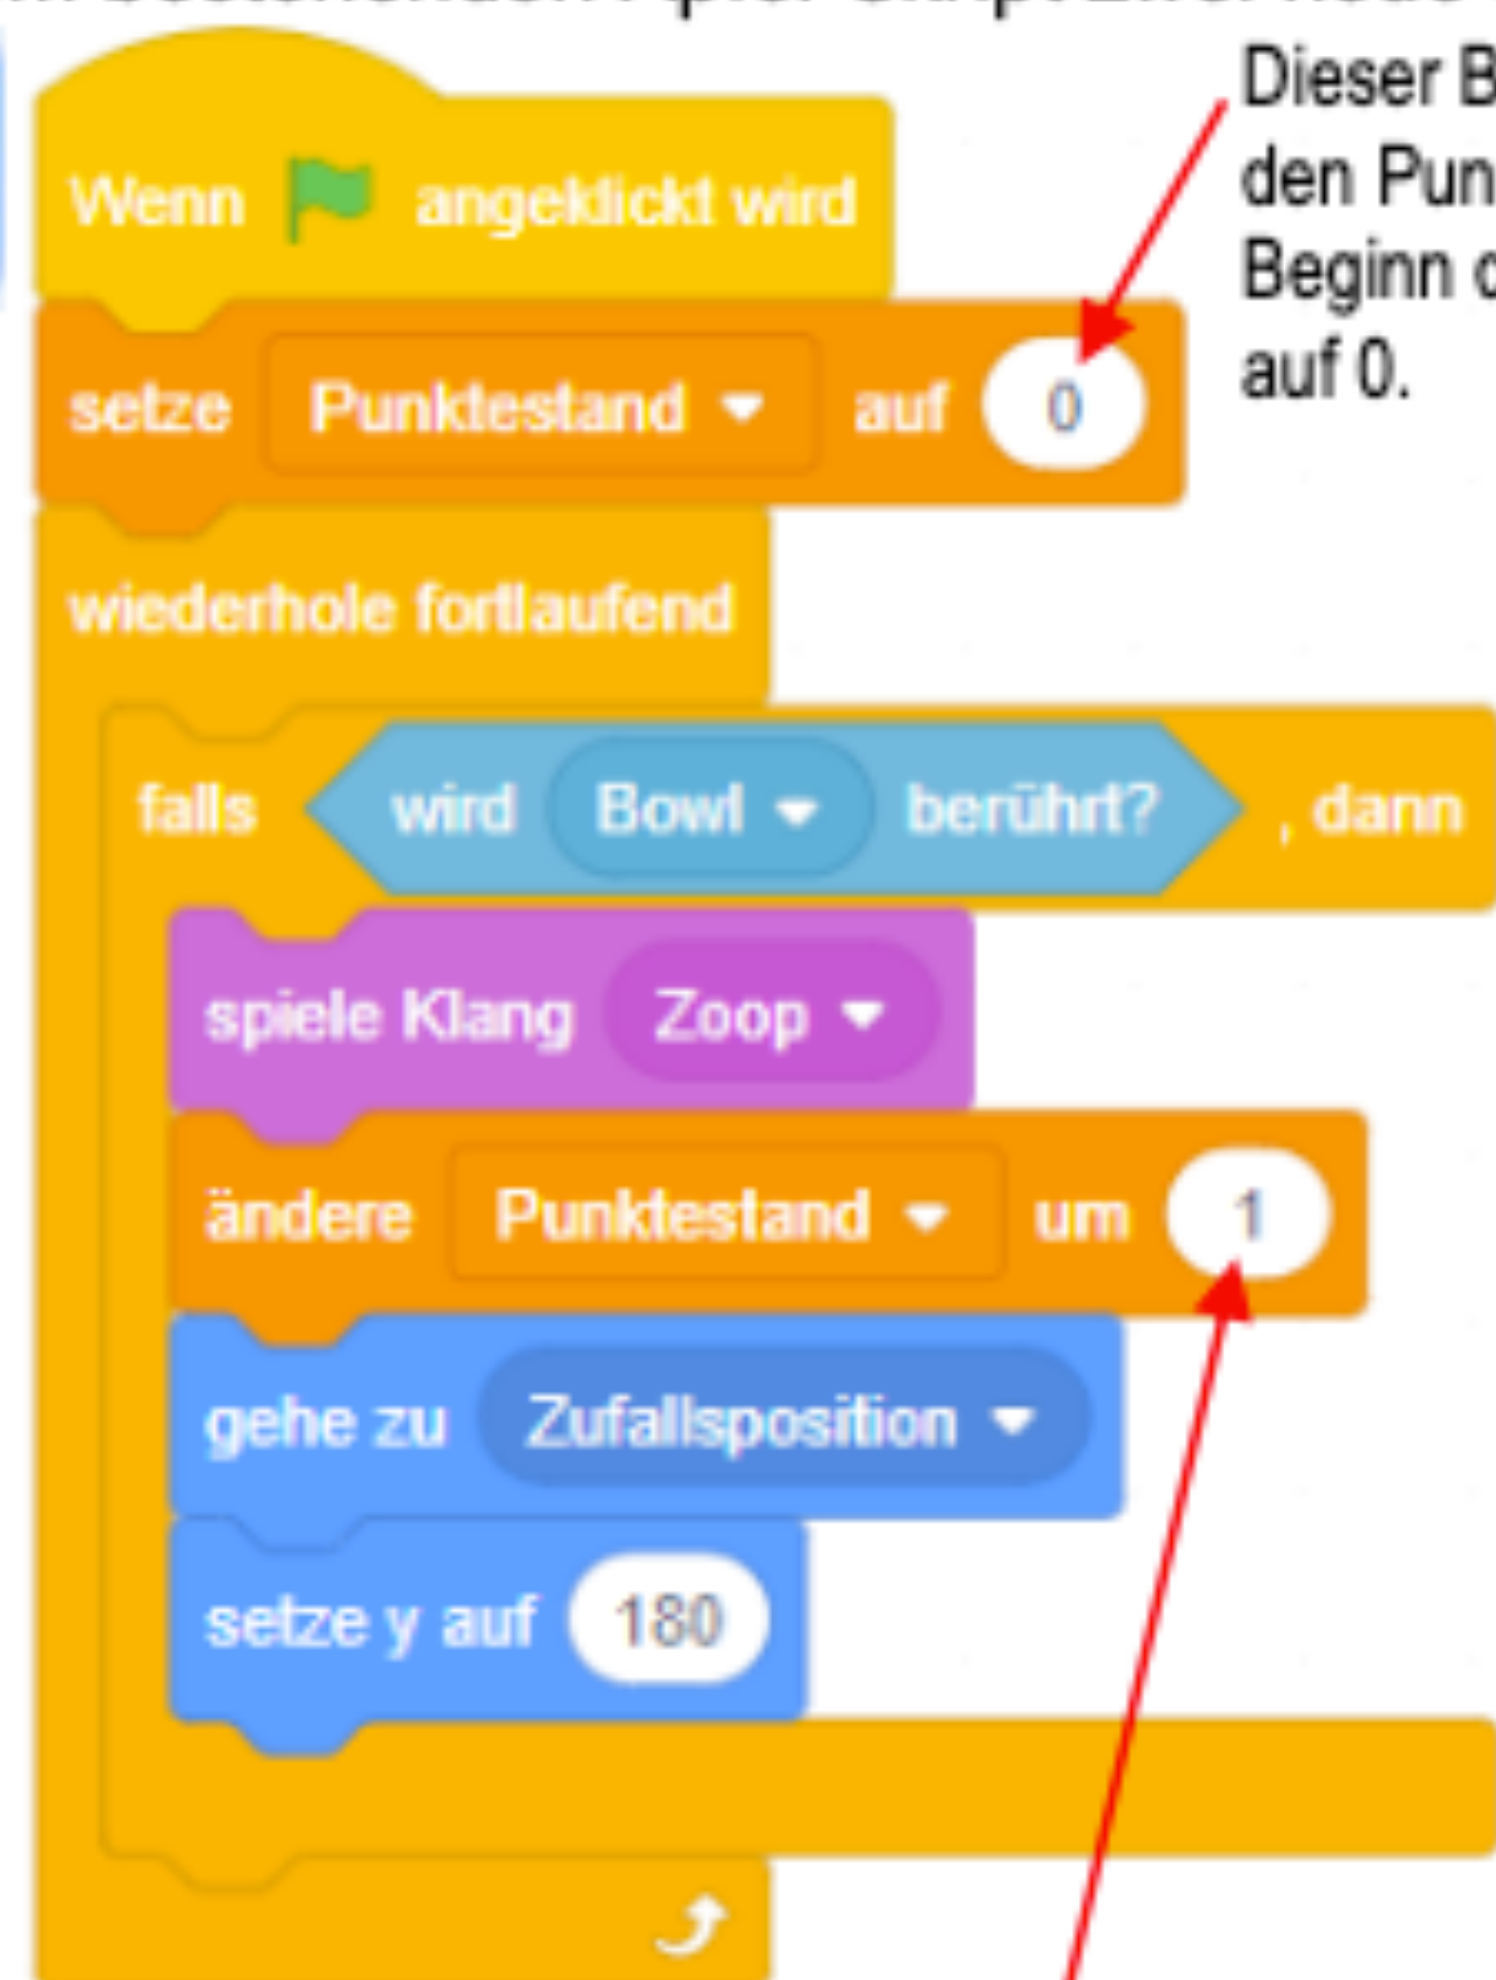 Dieser
den
Beginn
auf 0.
Wenn angeklickt wird
setze Punktestand auf 0
wiederhole fortlaufend
falls wird Bowl berührt? , dann
spiele Klang Zoop
ändere Punktestand um 1
gehe zu Zufallsposition
setze y auf 180